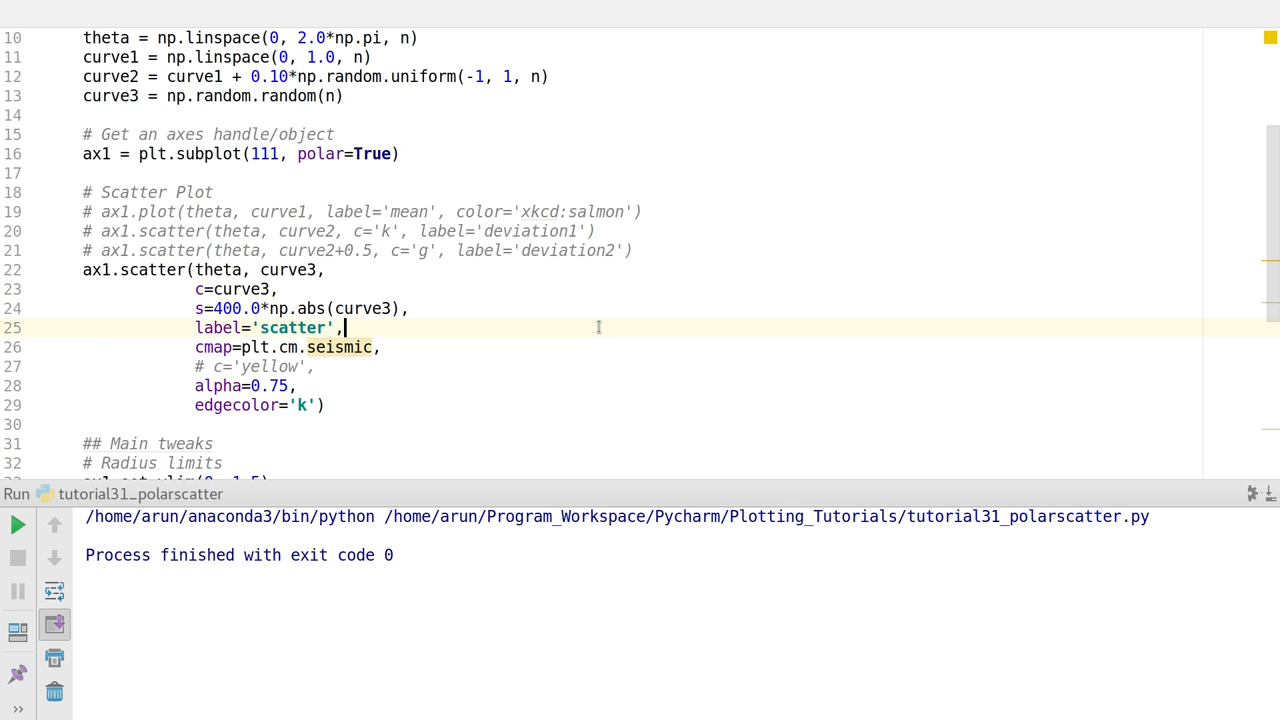 10 theta = np.linspace(0, 2.0*np.pi, n)
11 curve1 = np.linspace(0, 1.0, n)
12 curve2 = curve1 + 0.10*np.random.uniform(-1, 1, n)
13 curve3 = np.random.random(n)
14
15 # Get an axes handle/object
16 ax1 = plt.subplot(111, polar=True)
17
18 # Scatter Plot
19 # ax1.plot(theta, curve1, label='mean', color='xkcd:salmon')
20 # ax1.scatter(theta, curve2, c='k', label='deviation1')
21 # ax1.scatter(theta, curve2+0.5, c='g', label='deviation2')
22 ax1.scatter(theta, curve3,
23 c=curve3,
24 s=400.0*np.abs(curve3),
25 label='scatter',
26 cmap=plt.cm.seismic,
27 # c='yellow',
28 alpha=0.75,
29 edgecolor='k')
30
31 ## Main tweaks
32 # Radius limits
Run tutorial31_polarscatter
/home/arun/anaconda3/bin/python /home/arun/Program_Workspace/Pycharm/Plotting_Tutorials/tutorial31_polarscatter.py
Process finished with exit code 0